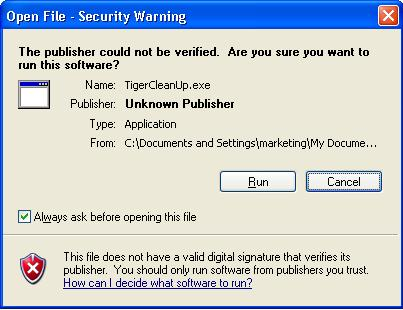 Open File - Security Warning
The publisher could not be verified.  Are you sure you want to
run this software?
Name: TigerCleanUp.exe
Publisher: Unknown Publisher
Type: Application
From: C:\Documents and Settings\marketing\My Docume...
Run Cancel
Always ask before opening this file
This file does not have a valid digital signature that verifies its
publisher.  You should only run software from publishers you trust.
How can I decide what software to run?